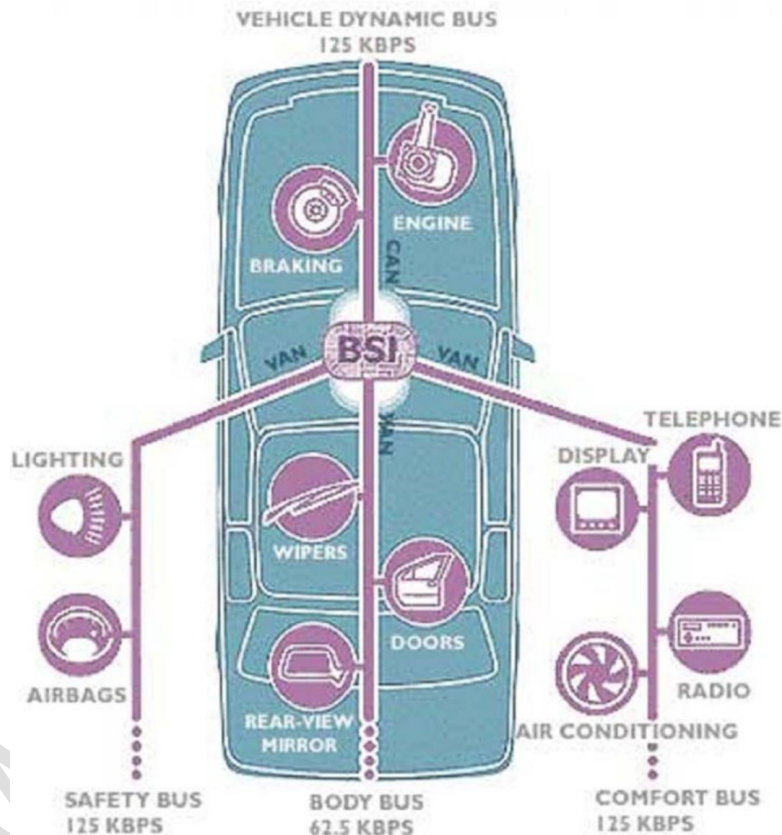 VEHICLE DYNAMIC BUS
125 KBPS
ENGINE
BRAKING
CAN
VAN
BSI
VAN
VAN
TELEPHONE
LIGHTING
DISPLAY
WIPERS
DOORS
AIRBAGS
RADIO
REAR-VIEW
MIRROR
AIR CONDITIONING
SAFETY BUS
125 KBPS
BODY BUS
62.5 KBPS
COMFORT BUS
125 KBPS